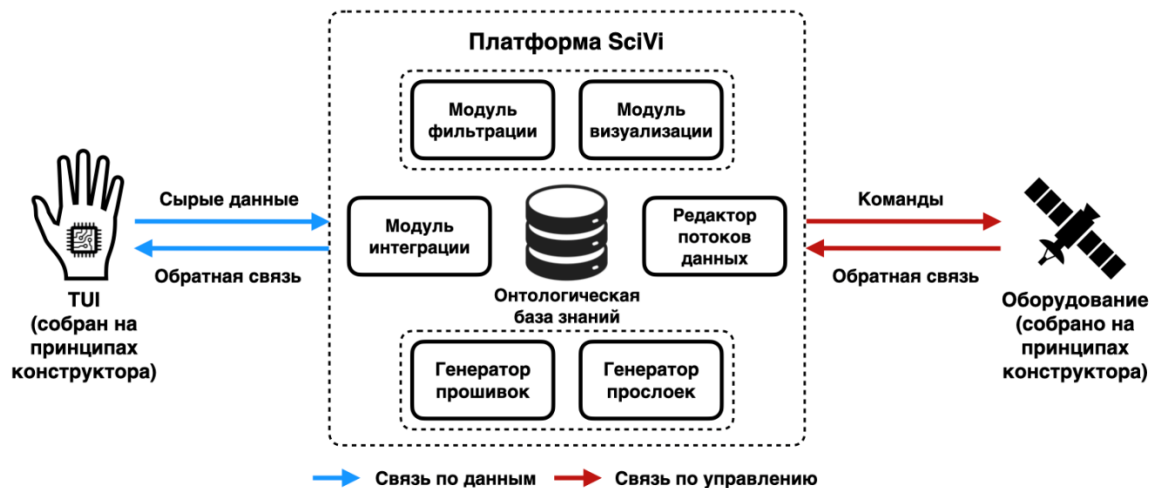 Платформа SciVi
Модуль
фильтрации
Модуль
визуализации
Сырые данные
Обратная связь
TUI
(собран на
принципах
конструктора)
Модуль
интеграции
Онтологическая
база знаний
Редактор
потоков
данных
Команды
Обратная связь
Оборудование
(собрано на
принципах
конструктора)
Генератор
прошивок
Генератор
прослоек
Связь по данным
Связь по управлению